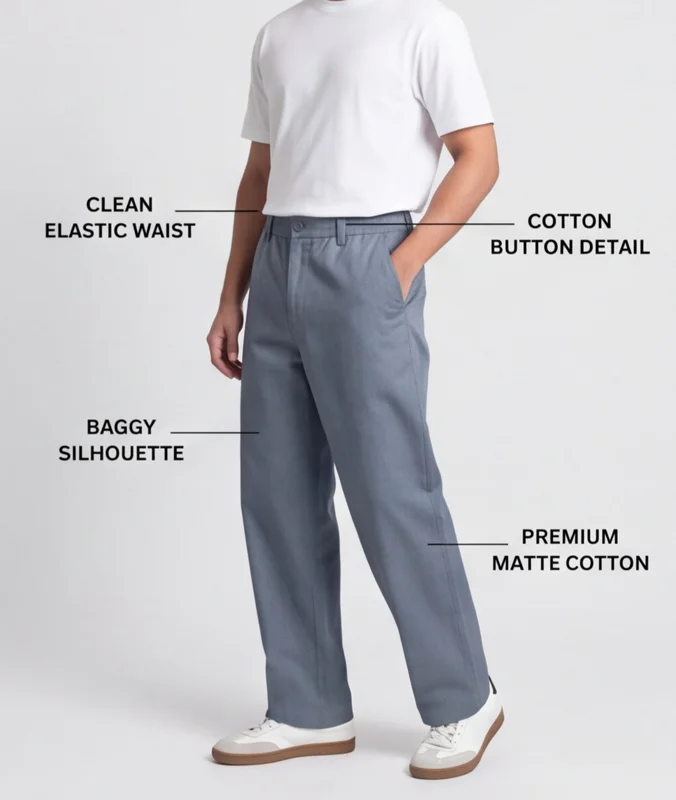 CLEAN
ELASTIC WAIST
COTTON
BUTTON DETAIL
BAGGY
SILHOUETTE
PREMIUM
MATTE COTTON